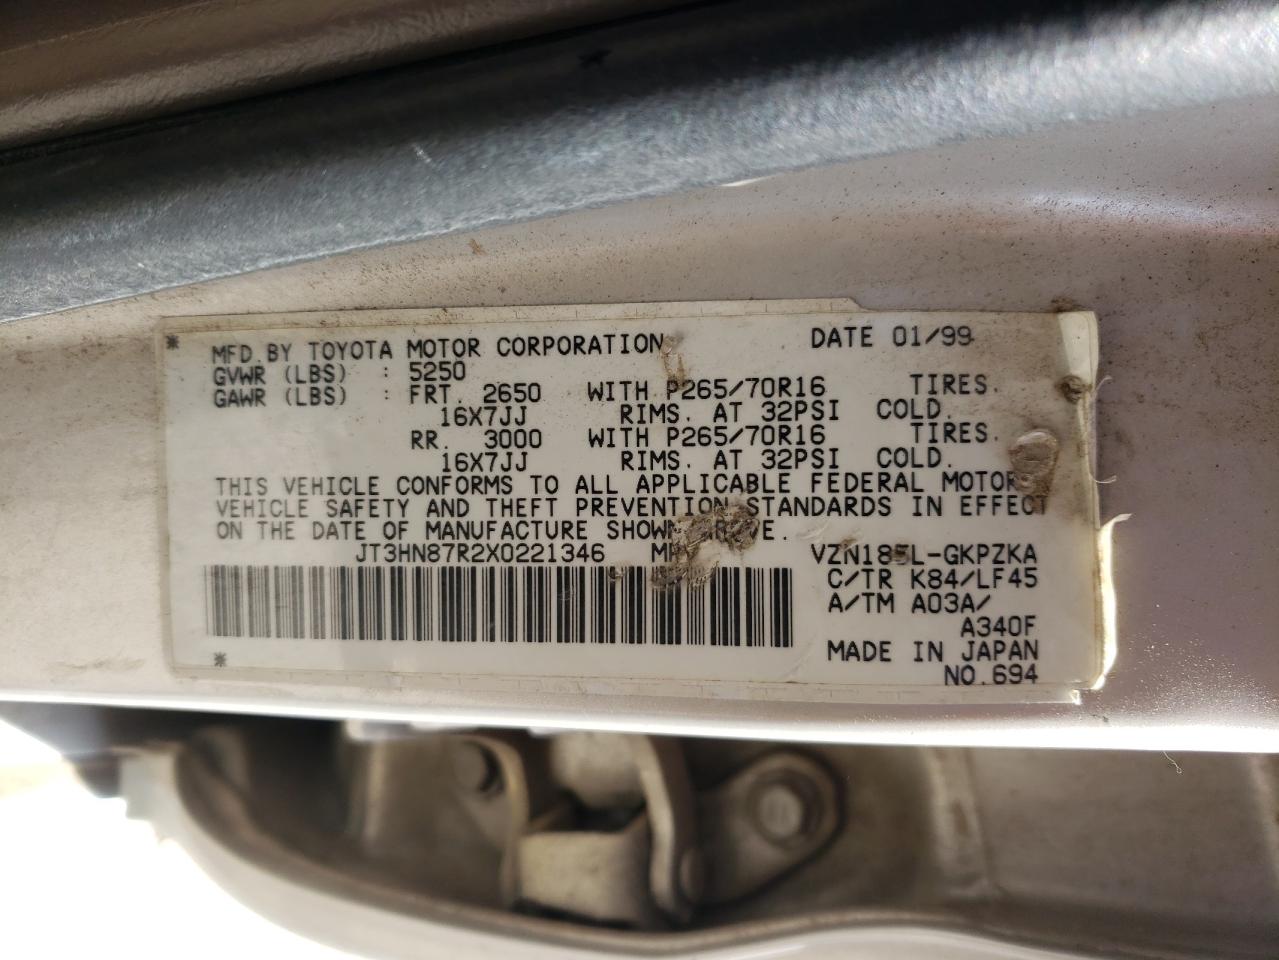 * MFD.BY TOYOTA MOTOR CORPORATION DATE 01/99
GVWR (LBS) : 5250
GAWR (LBS) : FRT. 2650 WITH P265/70R16 TIRES.
16X7JJ RIMS. AT 32PSI COLD.
RR. 3000 WITH P265/70R16 TIRES.
16X7JJ RIMS. AT 32PSI COLD.
THIS VEHICLE CONFORMS TO ALL APPLICABLE FEDERAL MOTOR
VEHICLE SAFETY AND THEFT PREVENTION STANDARDS IN EFFECT
ON THE DATE OF MANUFACTURE SHOWN ABOVE.
JT3HN87R2X0221346 VZN185L-GKPZKA
C/TR K84/LF45
A/TM A03A/
A340F
MADE IN JAPAN
* NO.694